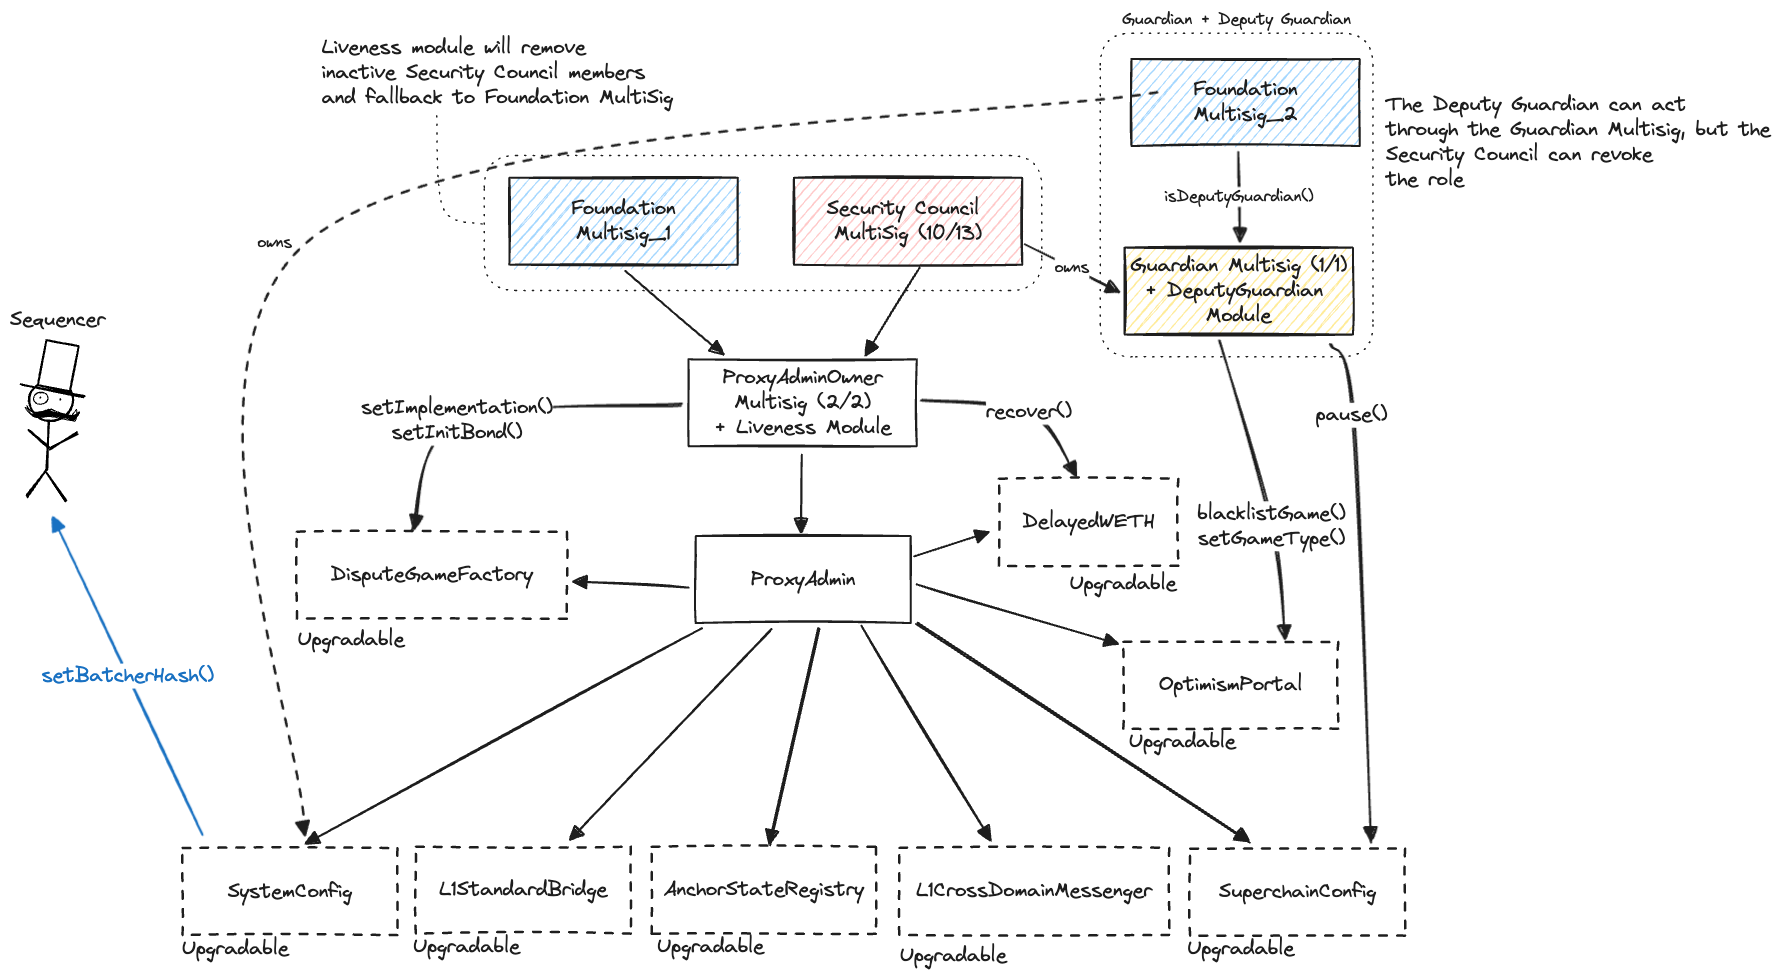 Guardian + Deputy Guardian
Liveness module will remove
inactive Security Council members
and fallback to Foundation MultiSig
Foundation
Multisig_2
The Deputy Guardian can act
through the Guardian Multisig, but the
Security Council can revoke
the role
isDeputyGuardian()
Foundation
Multisig_1
Security Council
MultiSig (10/13)
owns
owns
Guardian Multisig (1/1)
+ DeputyGuardian
Module
Sequencer
ProxyAdminOwner
Multisig (2/2)
+ Liveness Module
setImplementation()
setInitBond()
recover()
pause()
DelayedWETH
Upgradable
blacklistGame()
setGameType()
DisputeGameFactory
Upgradable
ProxyAdmin
setBatcherHash()
OptimismPortal
Upgradable
SystemConfig
Upgradable
L1StandardBridge
Upgradable
AnchorStateRegistry
Upgradable
L1CrossDomainMessenger
Upgradable
SuperchainConfig
Upgradable